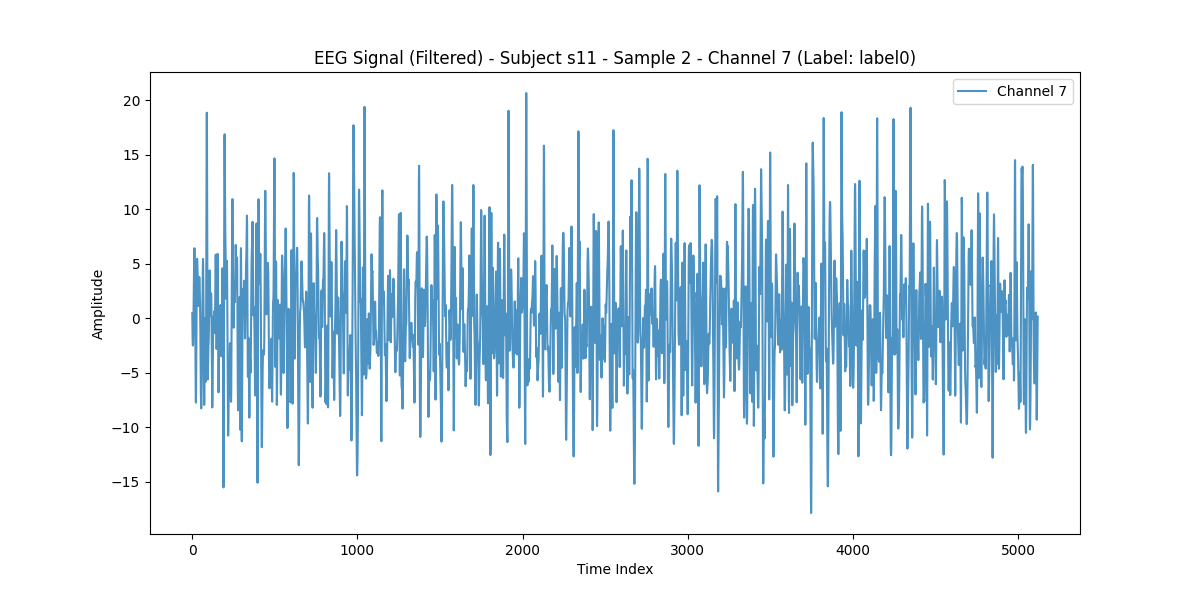 EEG Signal (Filtered) - Subject s11 - Sample 2 - Channel 7 (Label: label0)
Channel 7
20
15
10
5
0
−5
−10
−15
Amplitude
0 1000 2000 3000 4000 5000
Time Index